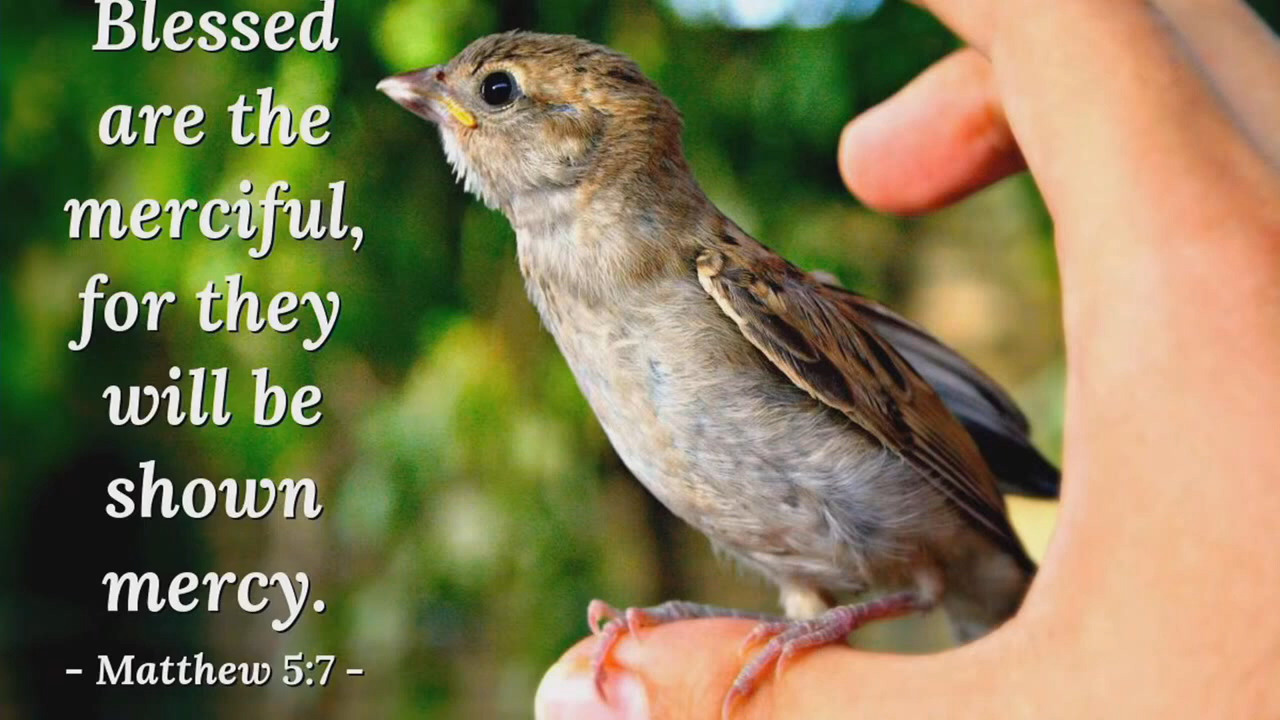 Blessed
are the
merciful,
for they
will be
shown
mercy.
- Matthew 5:7 -